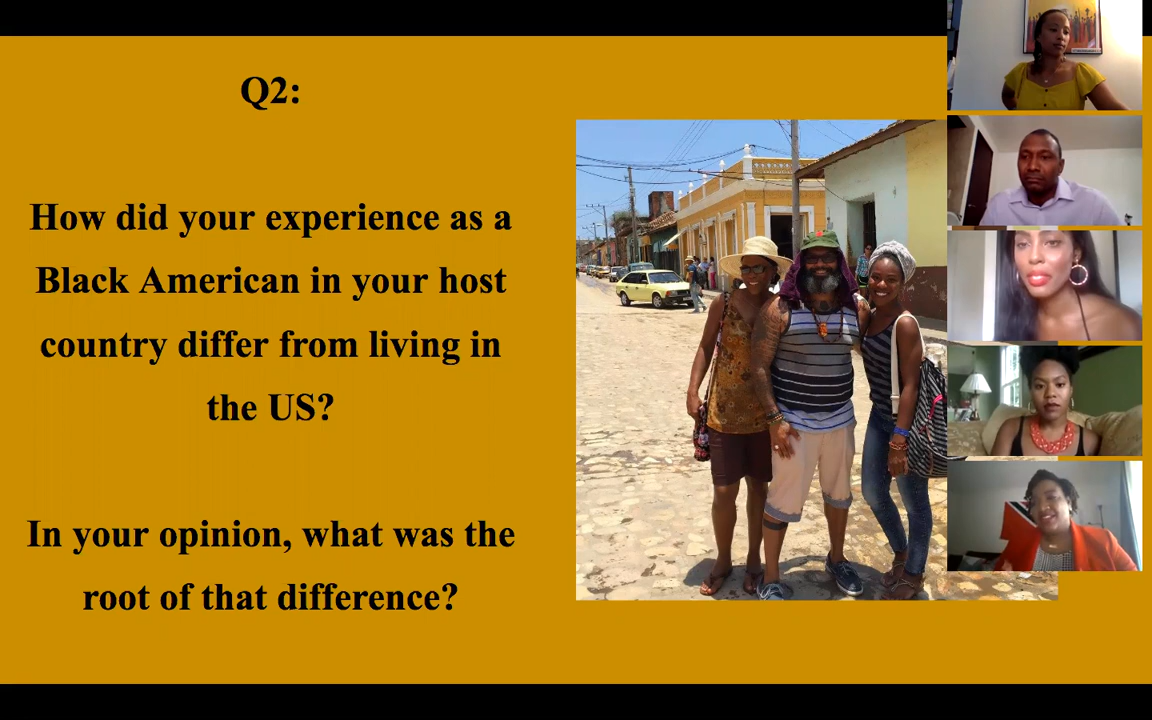 Q2:
How did your experience as a
Black American in your host
country differ from living in
the US?
In your opinion, what was the
root of that difference?